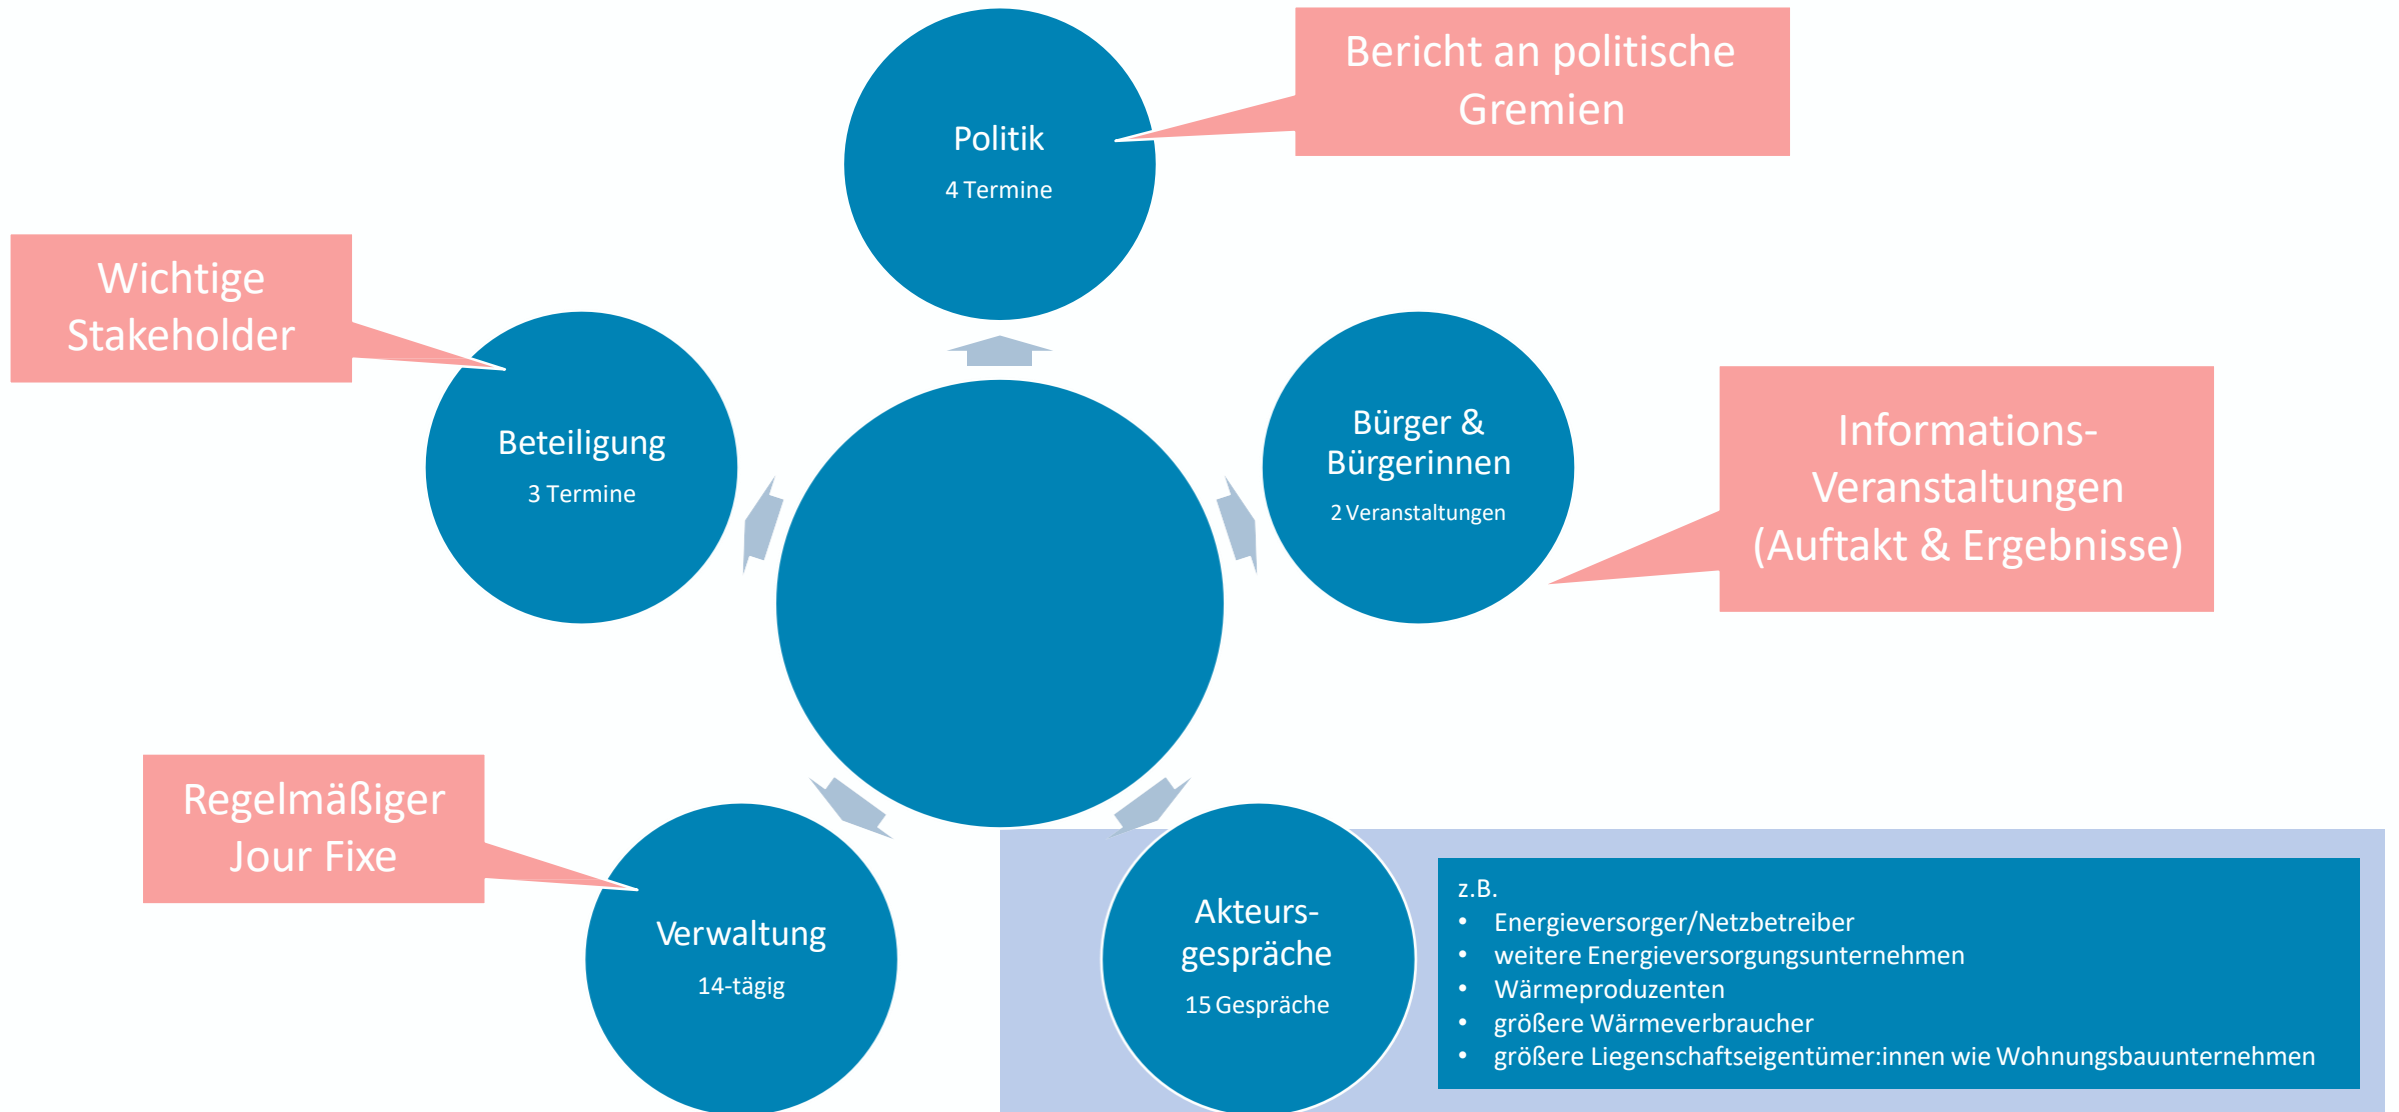 Bericht an politische
Gremien
Politik
4 Termine
Wichtige
Stakeholder
Beteiligung
3 Termine
Bürger &
Bürgerinnen
2 Veranstaltungen
Informations-
Veranstaltungen
(Auftakt & Ergebnisse)
Regelmäßiger
Jour Fixe
Verwaltung
14-tägig
Akteurs-
gespräche
15 Gespräche
z.B.
• Energieversorger/Netzbetreiber
• weitere Energieversorgungsunternehmen
• Wärmeproduzenten
• größere Wärmeverbraucher
• größere Liegenschaftseigentümer:innen wie Wohnungsbauunternehmen